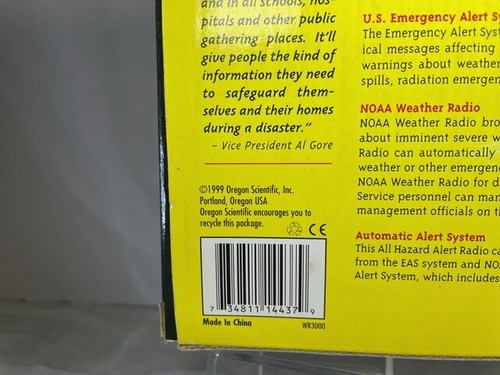 and in all schools, hos-
pitals and other public
gathering places. It'll
give people the kind of
information they need
to safeguard them-
selves and their homes
during a disaster."
– Vice President Al Gore
©1999 Oregon Scientific, Inc.
Portland, Oregon USA
Oregon Scientific encourages you to
recycle this package.
CE
7 34811 14437 9
Made In China WR3000
U.S. Emergency Alert Sy
The Emergency Alert Syst
ical messages affecting
warnings about weather
spills, radiation emergen
NOAA Weather Radio
NOAA Weather Radio bro
about imminent severe w
Radio can automatically
weather or other emergen
NOAA Weather Radio for d
Service personnel can man
management officials on th
Automatic Alert System
This All Hazard Alert Radio ca
from the EAS system and NO
Alert System, which includes